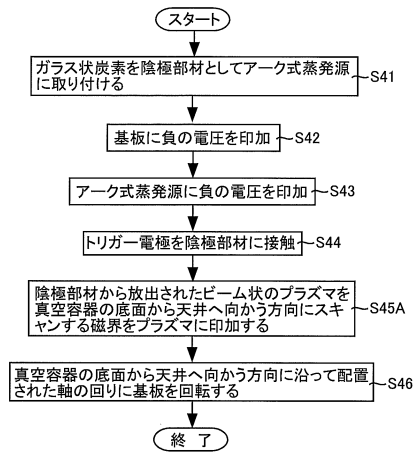 スタート
ガラス状炭素を陰極部材としてアーク式蒸発源
に取り付ける
S41
基板に負の電圧を印加
S42
アーク式蒸発源に負の電圧を印加
S43
トリガー電極を陰極部材に接触
S44
陰極部材から放出されたビーム状のプラズマを
真空容器の底面から天井へ向かう方向にスキ
ャンする磁界をプラズマに印加する
S45A
真空容器の底面から天井へ向かう方向に沿って配置
された軸の回りに基板を回転する
S46
終 了